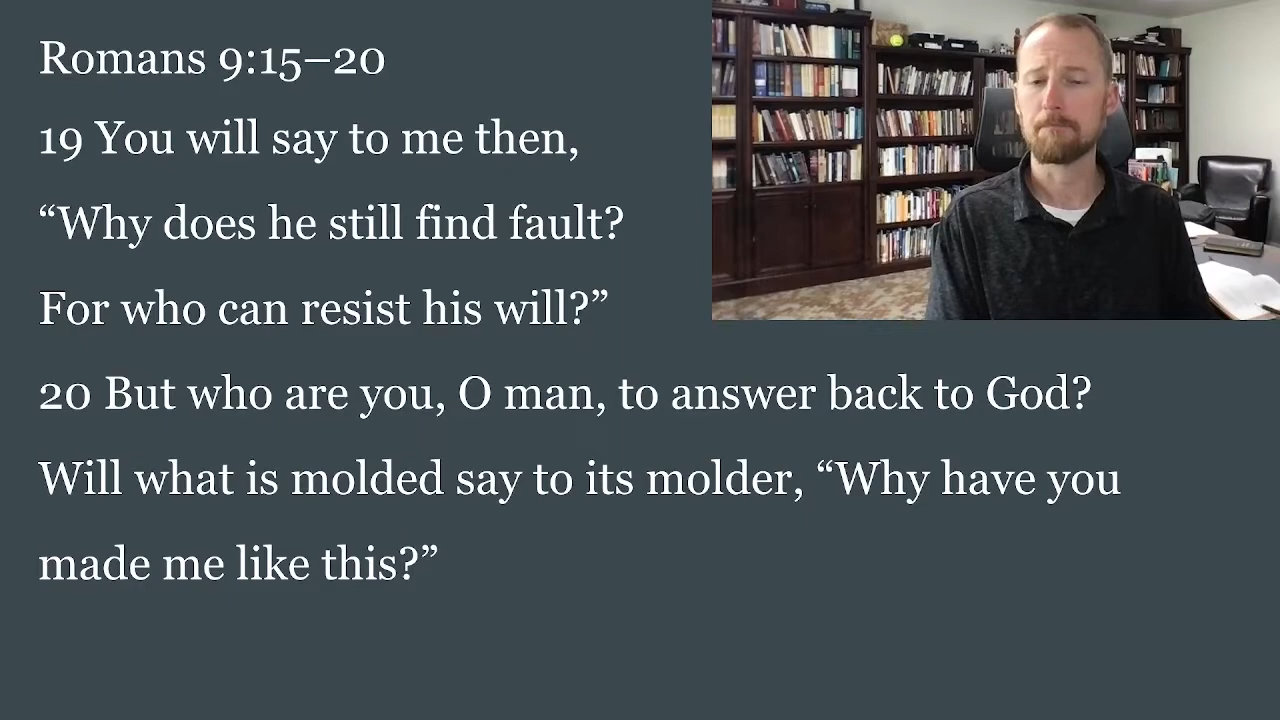 Romans 9:15–20
19 You will say to me then,
“Why does he still find fault?
For who can resist his will?”
20 But who are you, O man, to answer back to God?
Will what is molded say to its molder, “Why have you
made me like this?”